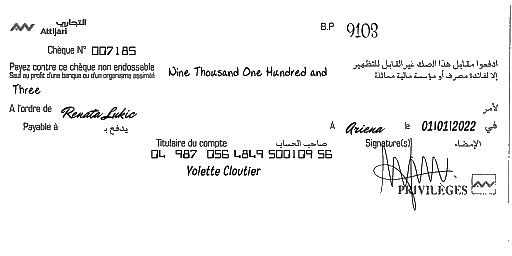 التجاري
Attijari
B.P 9103
Chèque N° 007185
Payez contre ce chèque non endossable
Sauf au profit d'une banque ou d'un organisme assimilé
Nine Thousand One Hundred and
ادفعوا مقابل هذا الصك غير القابل للتظهير
إلا لفائدة مصرف أو مؤسسة مالية مماثلة
Three
A l'ordre de Renata Lukic لأمر
Payable à يدفع بـ
A Ariena le 01/01/2022 في
Titulaire du compte صاحب الحساب
Signature(s) الإمضاء
04 987 056 4849 500109 56
Yolette Cloutier
PRIVILÈGES